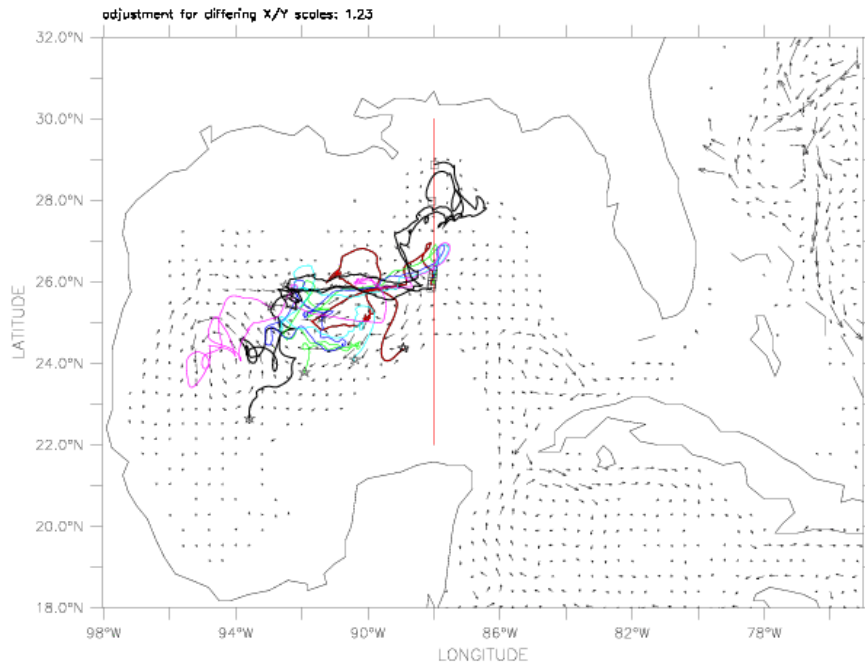 adjustment for differing X/Y scales: 1.23
32.0°N
30.0°N
28.0°N
26.0°N
24.0°N
22.0°N
20.0°N
18.0°N
LATITUDE
98°W 94°W 90°W 86°W 82°W 78°W
LONGITUDE